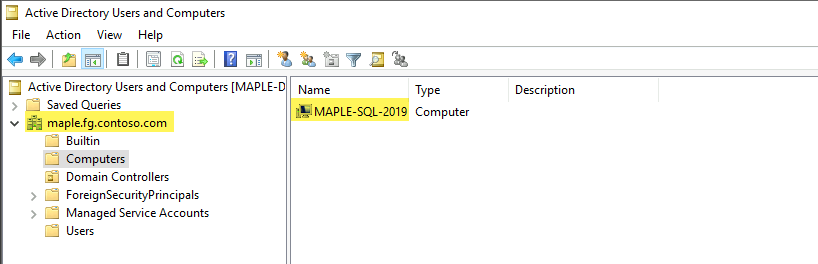 Active Directory Users and Computers
File Action View Help
Active Directory Users and Computers [MAPLE-D
Saved Queries
maple.fg.contoso.com
Builtin
Computers
Domain Controllers
ForeignSecurityPrincipals
Managed Service Accounts
Users
Name Type Description
MAPLE-SQL-2019 Computer